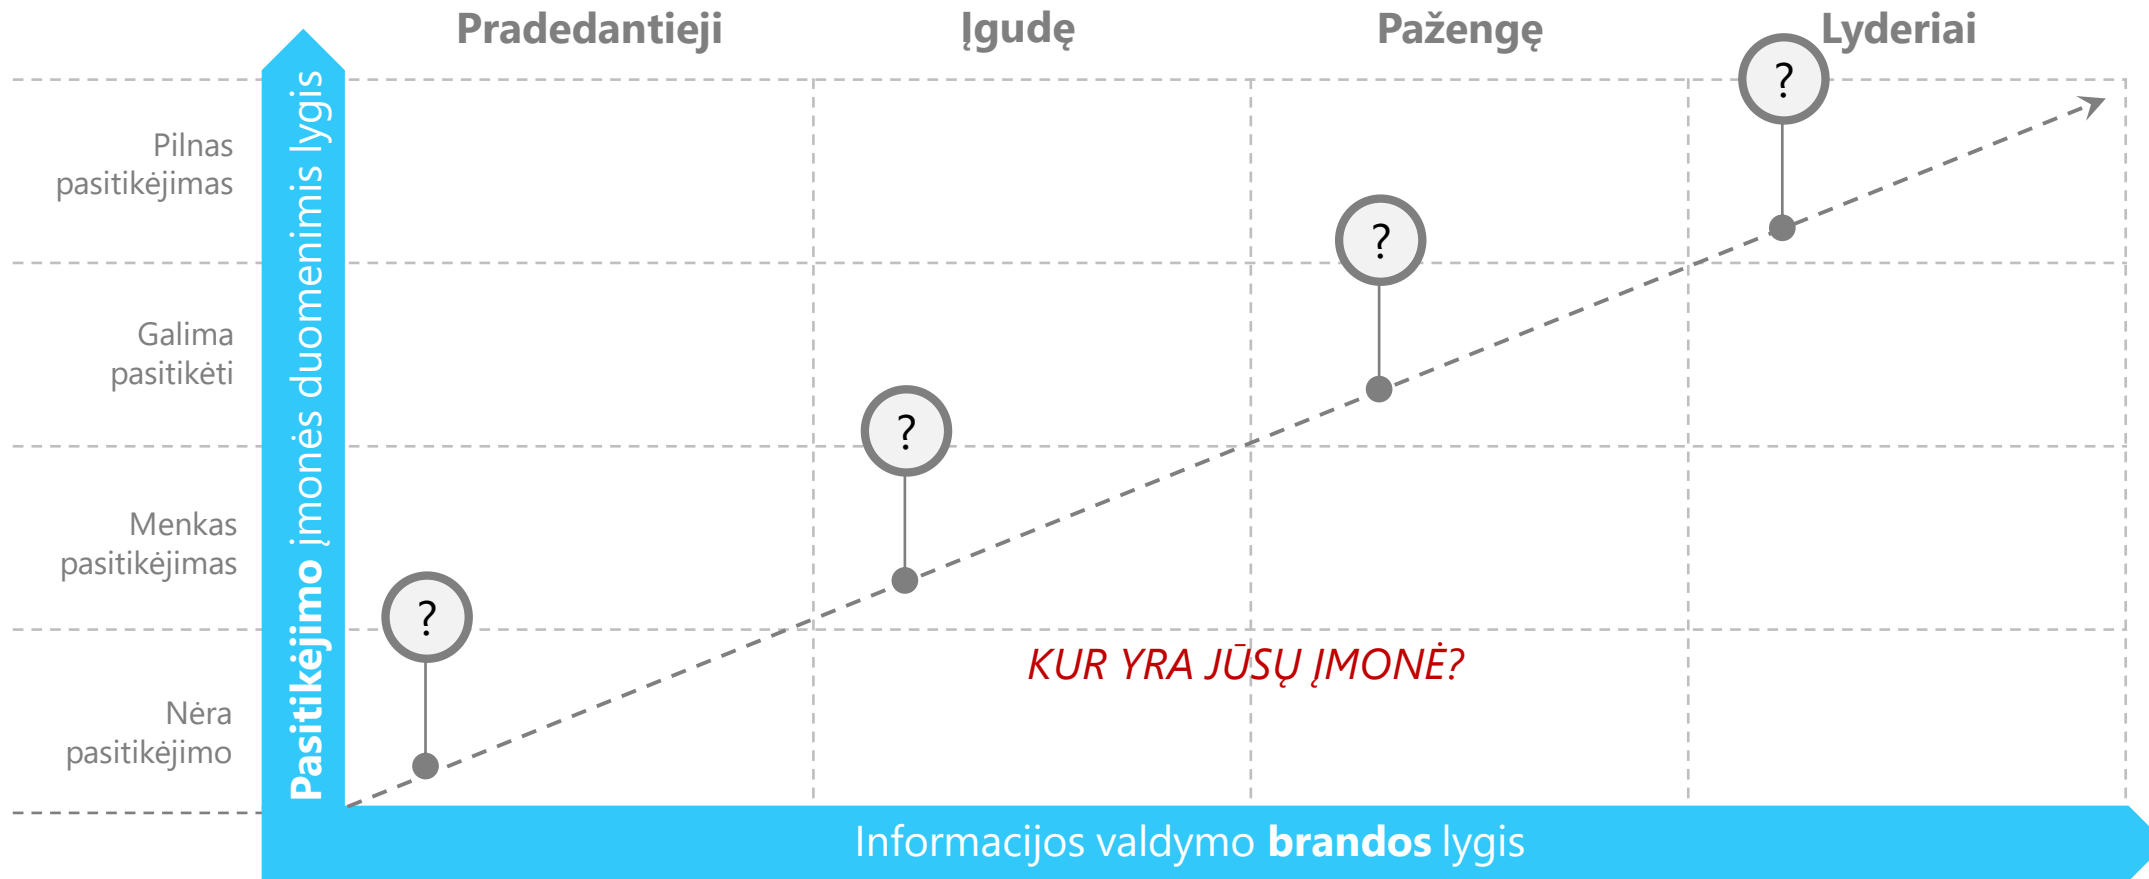 Pradedantieji
Įgudę
Pažengę
Lyderiai
Pasitikėjimo įmonės duomenimis lygis
Pilnas
pasitikėjimas
Galima
pasitikėti
Menkas
pasitikėjimas
Nėra
pasitikėjimo
?
?
?
?
KUR YRA JŪSŲ ĮMONĖ?
Informacijos valdymo brandos lygis